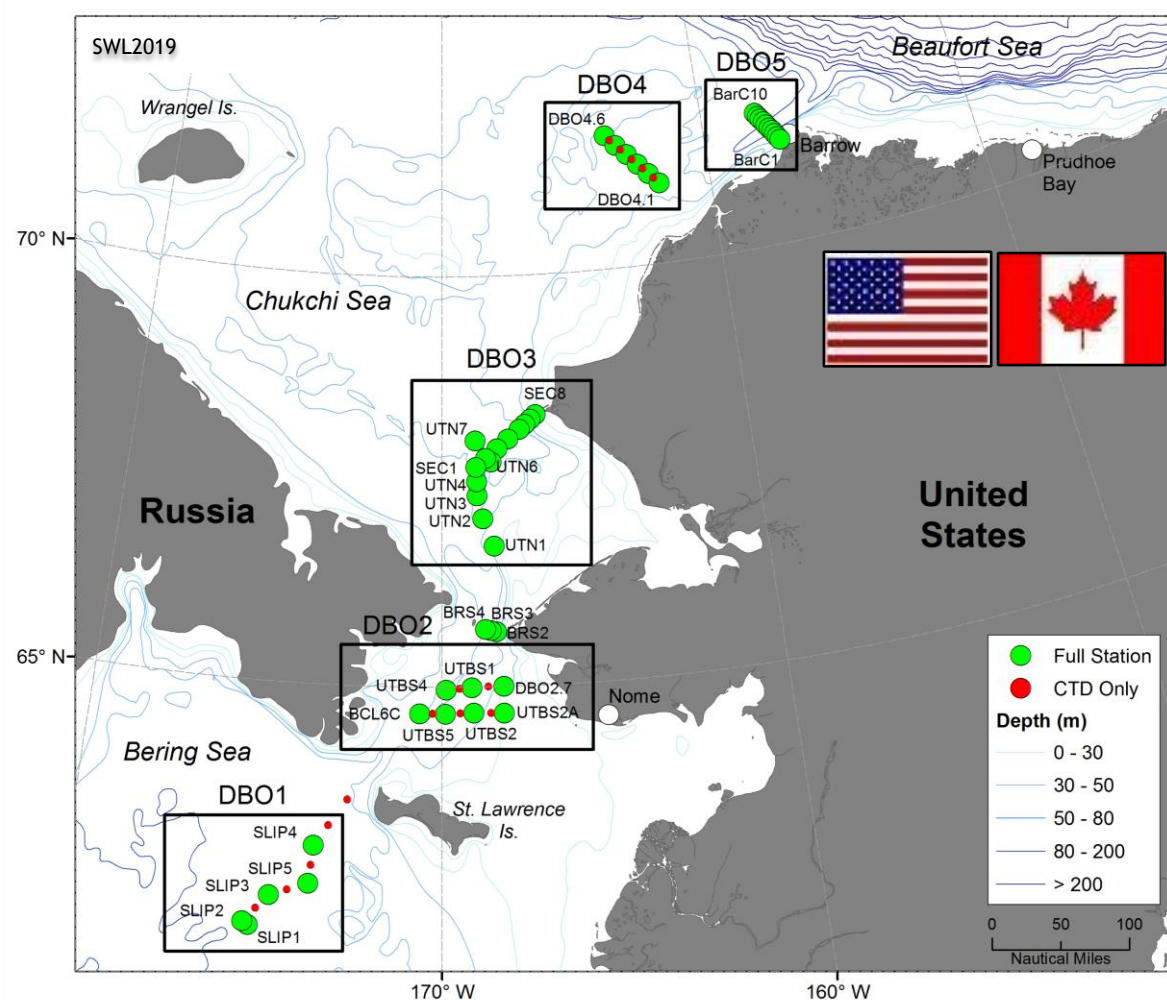 SWL2019
Beaufort Sea
Wrangel Is.
DBO4
DBO5
DBO4.6
BarC10
BarC1
Barrow
DBO4.1
Prudhoe
Bay
70° N
Chukchi Sea
DBO3
SEC8
UTN7
SEC1
UTN6
UTN4
UTN3
UTN2
UTN1
Russia
United
States
BRS4
BRS3
BRS2
DBO2
65° N
UTBS1
UTBS4
DBO2.7
BCL6C
UTBS2A
UTBS5
UTBS2
Nome
Bering Sea
DBO1
St. Lawrence
Is.
SLIP4
SLIP5
SLIP3
SLIP2
SLIP1
Full Station
CTD Only
Depth (m)
0 - 30
30 - 50
50 - 80
80 - 200
> 200
0 50 100
Nautical Miles
170° W
160° W